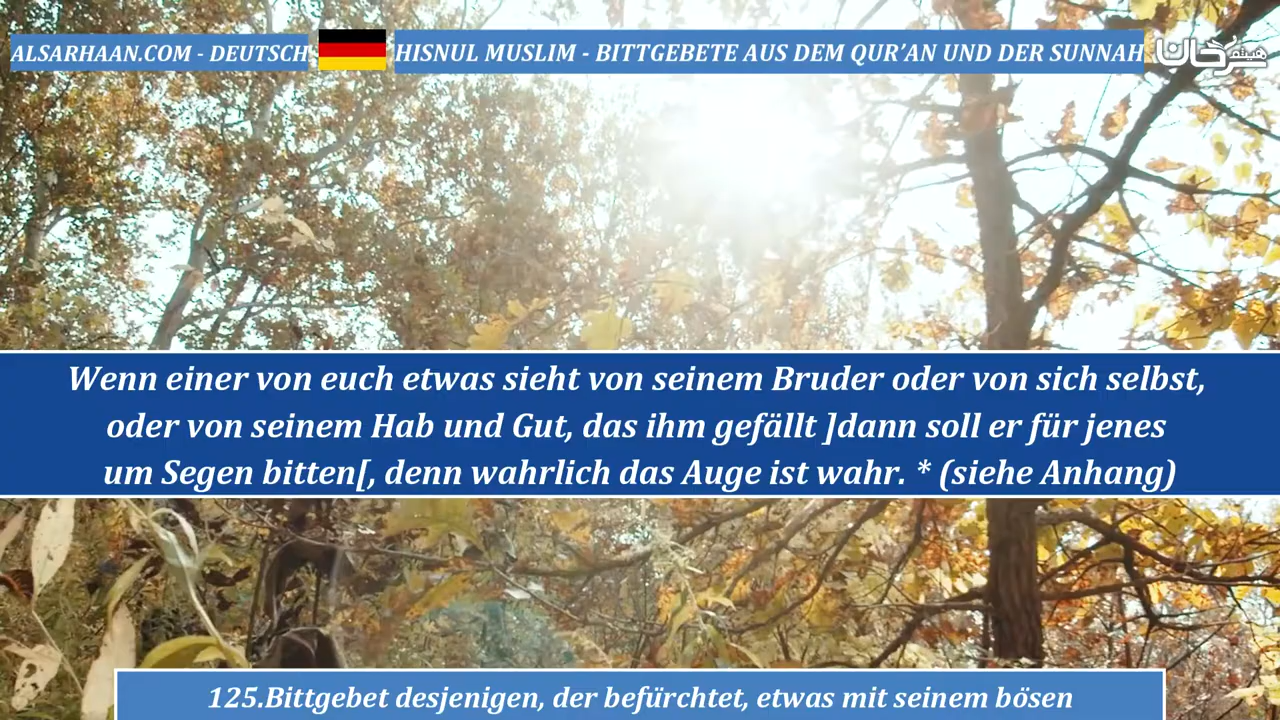 ALSARHAAN.COM - DEUTSCH
HISNUL MUSLIM - BITTGEBETE AUS DEM QUR’AN UND DER SUNNAH
Wenn einer von euch etwas sieht von seinem Bruder oder von sich selbst,
oder von seinem Hab und Gut, das ihm gefällt ]dann soll er für jenes
um Segen bitten[, denn wahrlich das Auge ist wahr. * (siehe Anhang)
125.Bittgebet desjenigen, der befürchtet, etwas mit seinem bösen